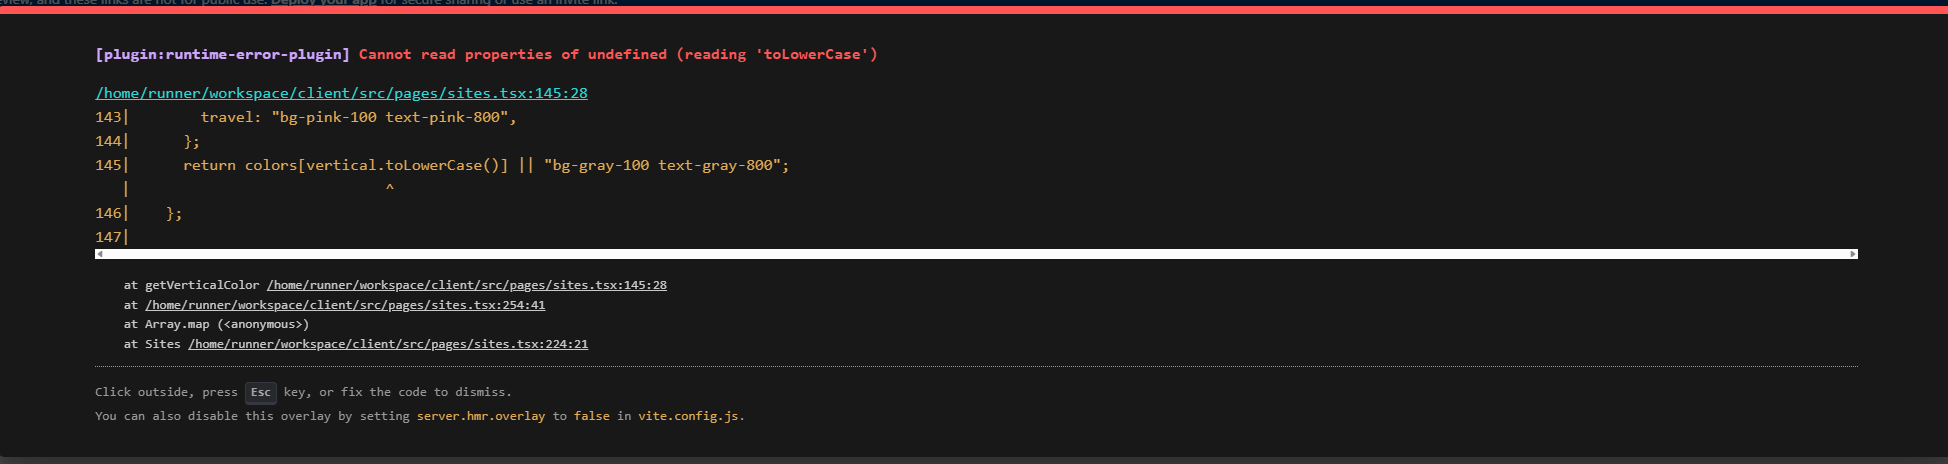 eview, and these links are not for public use. Deploy your app for secure sharing or use an invite link.
[plugin:runtime-error-plugin] Cannot read properties of undefined (reading 'toLowerCase')
/home/runner/workspace/client/src/pages/sites.tsx:145:28
143|        travel: "bg-pink-100 text-pink-800",
144|      };
145|      return colors[vertical.toLowerCase()] || "bg-gray-100 text-gray-800";
   |                             ^
146|    };
147|
at getVerticalColor /home/runner/workspace/client/src/pages/sites.tsx:145:28
at /home/runner/workspace/client/src/pages/sites.tsx:254:41
at Array.map (<anonymous>)
at Sites /home/runner/workspace/client/src/pages/sites.tsx:224:21
Click outside, press Esc key, or fix the code to dismiss.
You can also disable this overlay by setting server.hmr.overlay to false in vite.config.js.